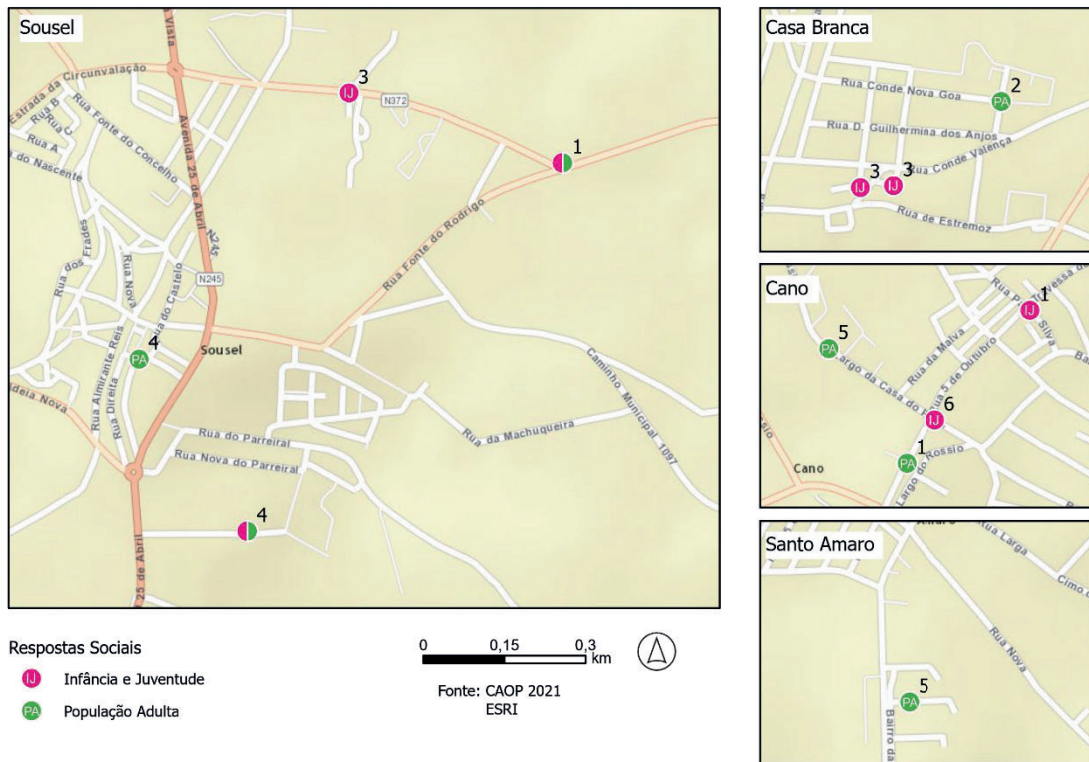 Sousel
a Vista
Estrada da Circunvalação
Rua B
Rua C
Rua A
a do Nascente
Rua Fonte do Concelho
Avenida 25 de Abril
3
IJ
N372
1
Rua dos Frades
Rua Nova
N245
N245
Rua Fonte do Rodrigo
ua do Castelo
4
PA
Sousel
Rua Almirante Reis
Rua Direita
deia Nova
Caminho Municipal 1097
Rua da Machuqueira
Rua do Parreiral
Rua Nova do Parreiral
4
25 de Abril
Casa Branca
2
PA
Rua Conde Nova Goa
Rua D. Guilhermina dos Anjos
Rua Conde Valença
3
3
IJ
IJ
Rua de Estremoz
Cano
1
IJ
5
PA
Rua da Malva
ua 5 de Outubro
Largo da Casa do
6
IJ
1
PA
Largo do Rossio
Cano
Santo Amaro
Rua Larga
Cimo d
Rua Nova
5
PA
Bairro da
Respostas Sociais
IJ Infância e Juventude
PA População Adulta
0 0,15 0,3
km
Fonte: CAOP 2021
ESRI